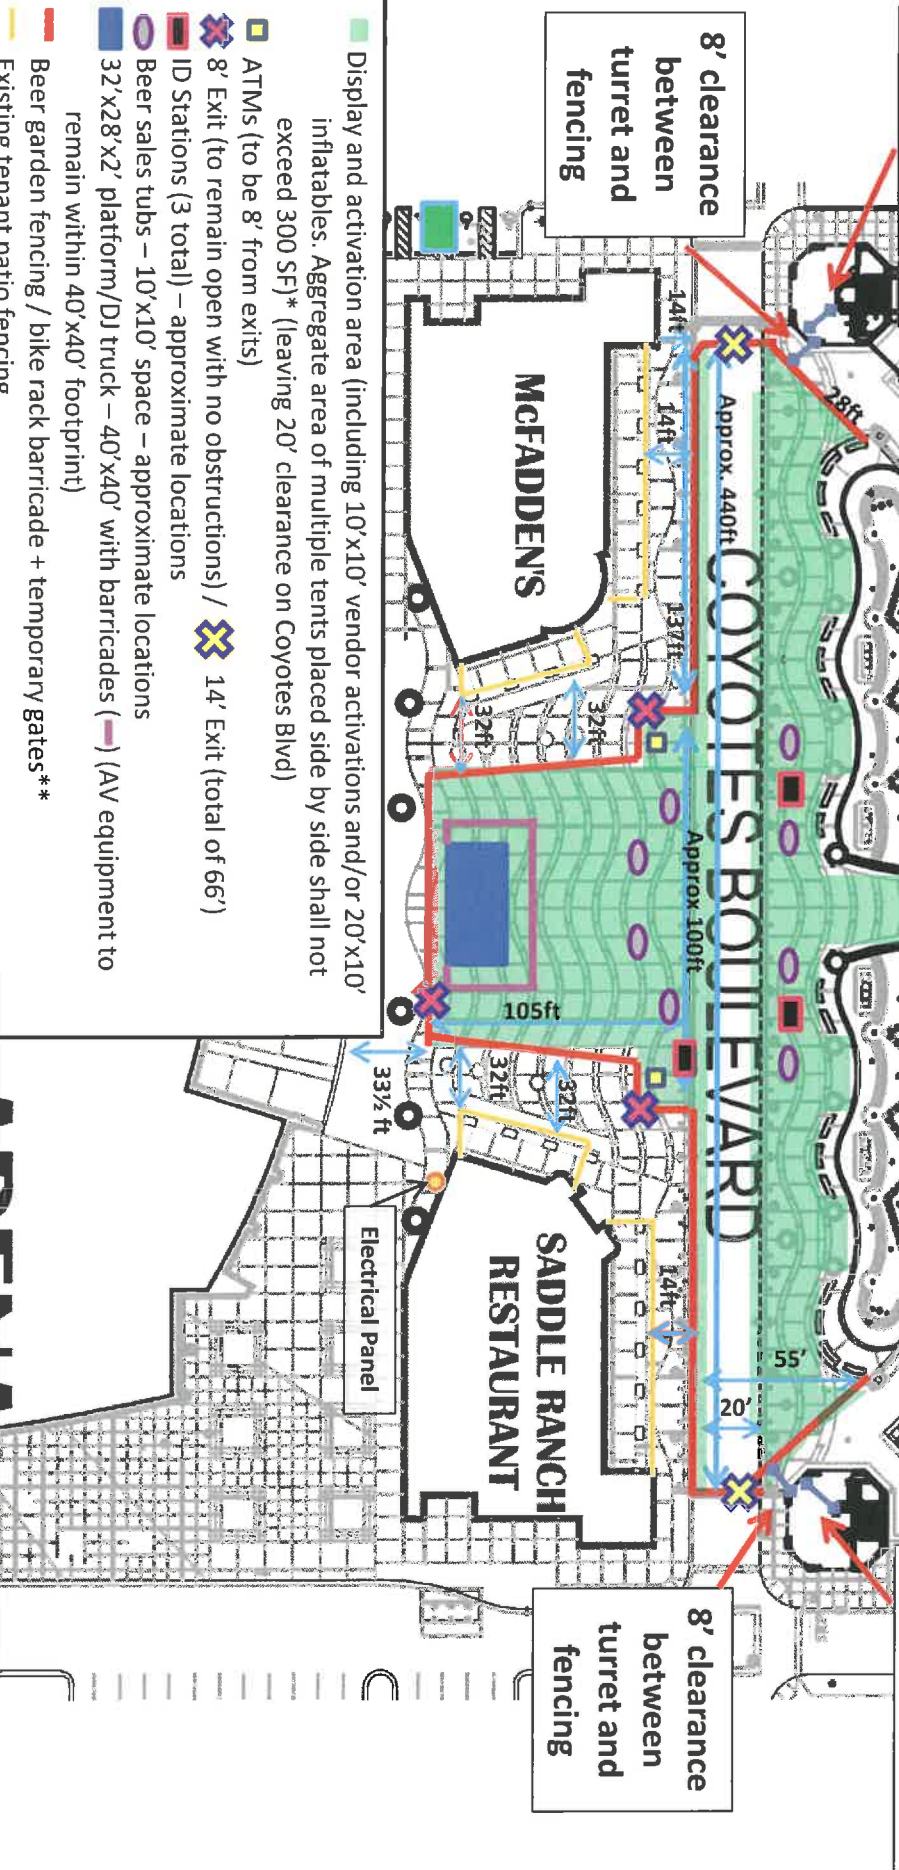 8’ clearance
between
turret and
fencing
28ft
14ft
14ft
Approx. 440ft
137ft
McFADDEN'S
COYOTES BOULEVARD
32ft
32ft
Approx 100ft
105ft
32ft
32ft
33½ ft
Electrical Panel
SADDLE RANCH
RESTAURANT
14ft
55’
20’
8’ clearance
between
turret and
fencing
Display and activation area (including 10’x10’ vendor activations and/or 20’x10’
inflatables. Aggregate area of multiple tents placed side by side shall not
exceed 300 SF)* (leaving 20’ clearance on Coyotes Blvd)
ATMs (to be 8’ from exits)
8’ Exit (to remain open with no obstructions) / 14’ Exit (total of 66’)
ID Stations (3 total) – approximate locations
Beer sales tubs – 10’x10’ space – approximate locations
32’x28’x2’ platform/DJ truck – 40’x40’ with barricades ( ) (AV equipment to
remain within 40’x40’ footprint)
Beer garden fencing / bike rack barricade + temporary gates**
Existing tenant patio fencing
ARENA